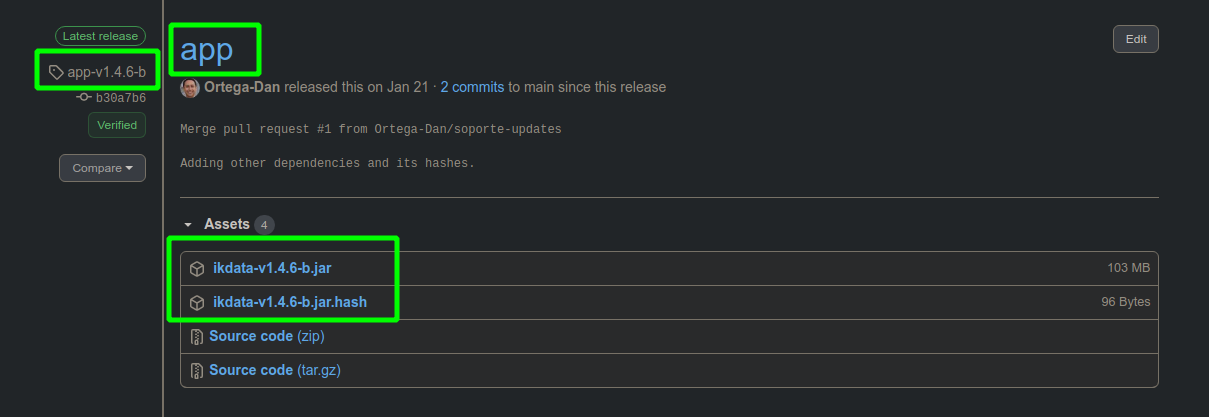 Latest release
app-v1.4.6-b
b30a7b6
Verified
Compare
app
Edit
Ortega-Dan released this on Jan 21 · 2 commits to main since this release
Merge pull request #1 from Ortega-Dan/soporte-updates
Adding other dependencies and its hashes.
Assets 4
ikdata-v1.4.6-b.jar 103 MB
ikdata-v1.4.6-b.jar.hash 96 Bytes
Source code (zip)
Source code (tar.gz)